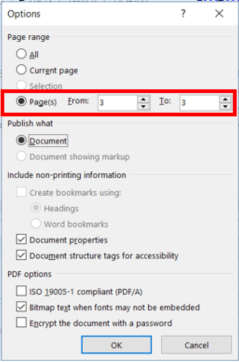 Options
? ×
Page range
All
Current page
Selection
Page(s) From: 3 To: 3
Publish what
Document
Document showing markup
Include non-printing information
Create bookmarks using:
Headings
Word bookmarks
Document properties
Document structure tags for accessibility
PDF options
ISO 19005-1 compliant (PDF/A)
Bitmap text when fonts may not be embedded
Encrypt the document with a password
OK Cancel